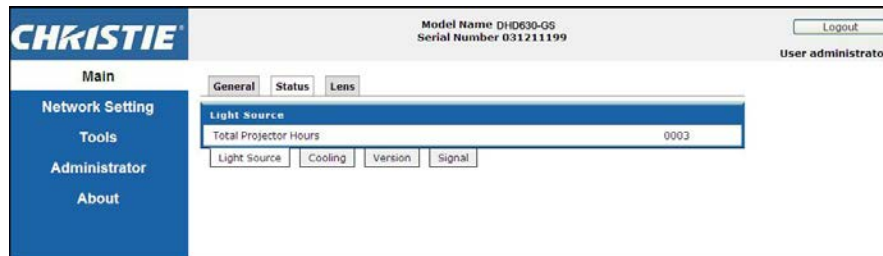 CHRISTIE
Model Name DHD630-GS
Serial Number 031211199
Logout
User administrato
Main
Network Setting
Tools
Administrator
About
General Status Lens
Light Source
Total Projector Hours 0003
Light Source Cooling Version Signal